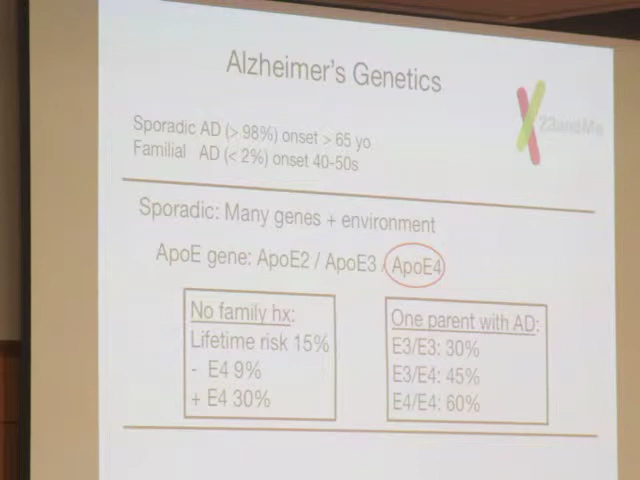 Alzheimer's Genetics
23andMe
Sporadic AD (> 98%) onset > 65 yo
Familial AD (< 2%) onset 40-50s
Sporadic: Many genes + environment
ApoE gene: ApoE2 / ApoE3 / ApoE4
No family hx:
Lifetime risk 15%
- E4 9%
+ E4 30%
One parent with AD:
E3/E3: 30%
E3/E4: 45%
E4/E4: 60%